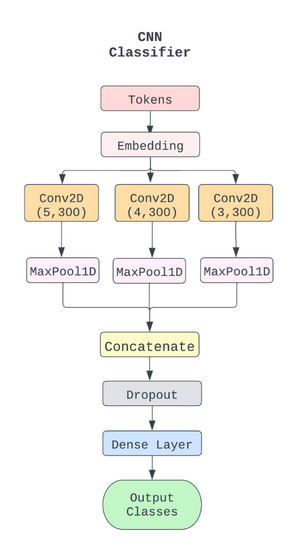 CNN
Classifier
Tokens
Embedding
Conv2D
(5,300)
Conv2D
(4,300)
Conv2D
(3,300)
MaxPool1D
MaxPool1D
MaxPool1D
Concatenate
Dropout
Dense Layer
Output
Classes